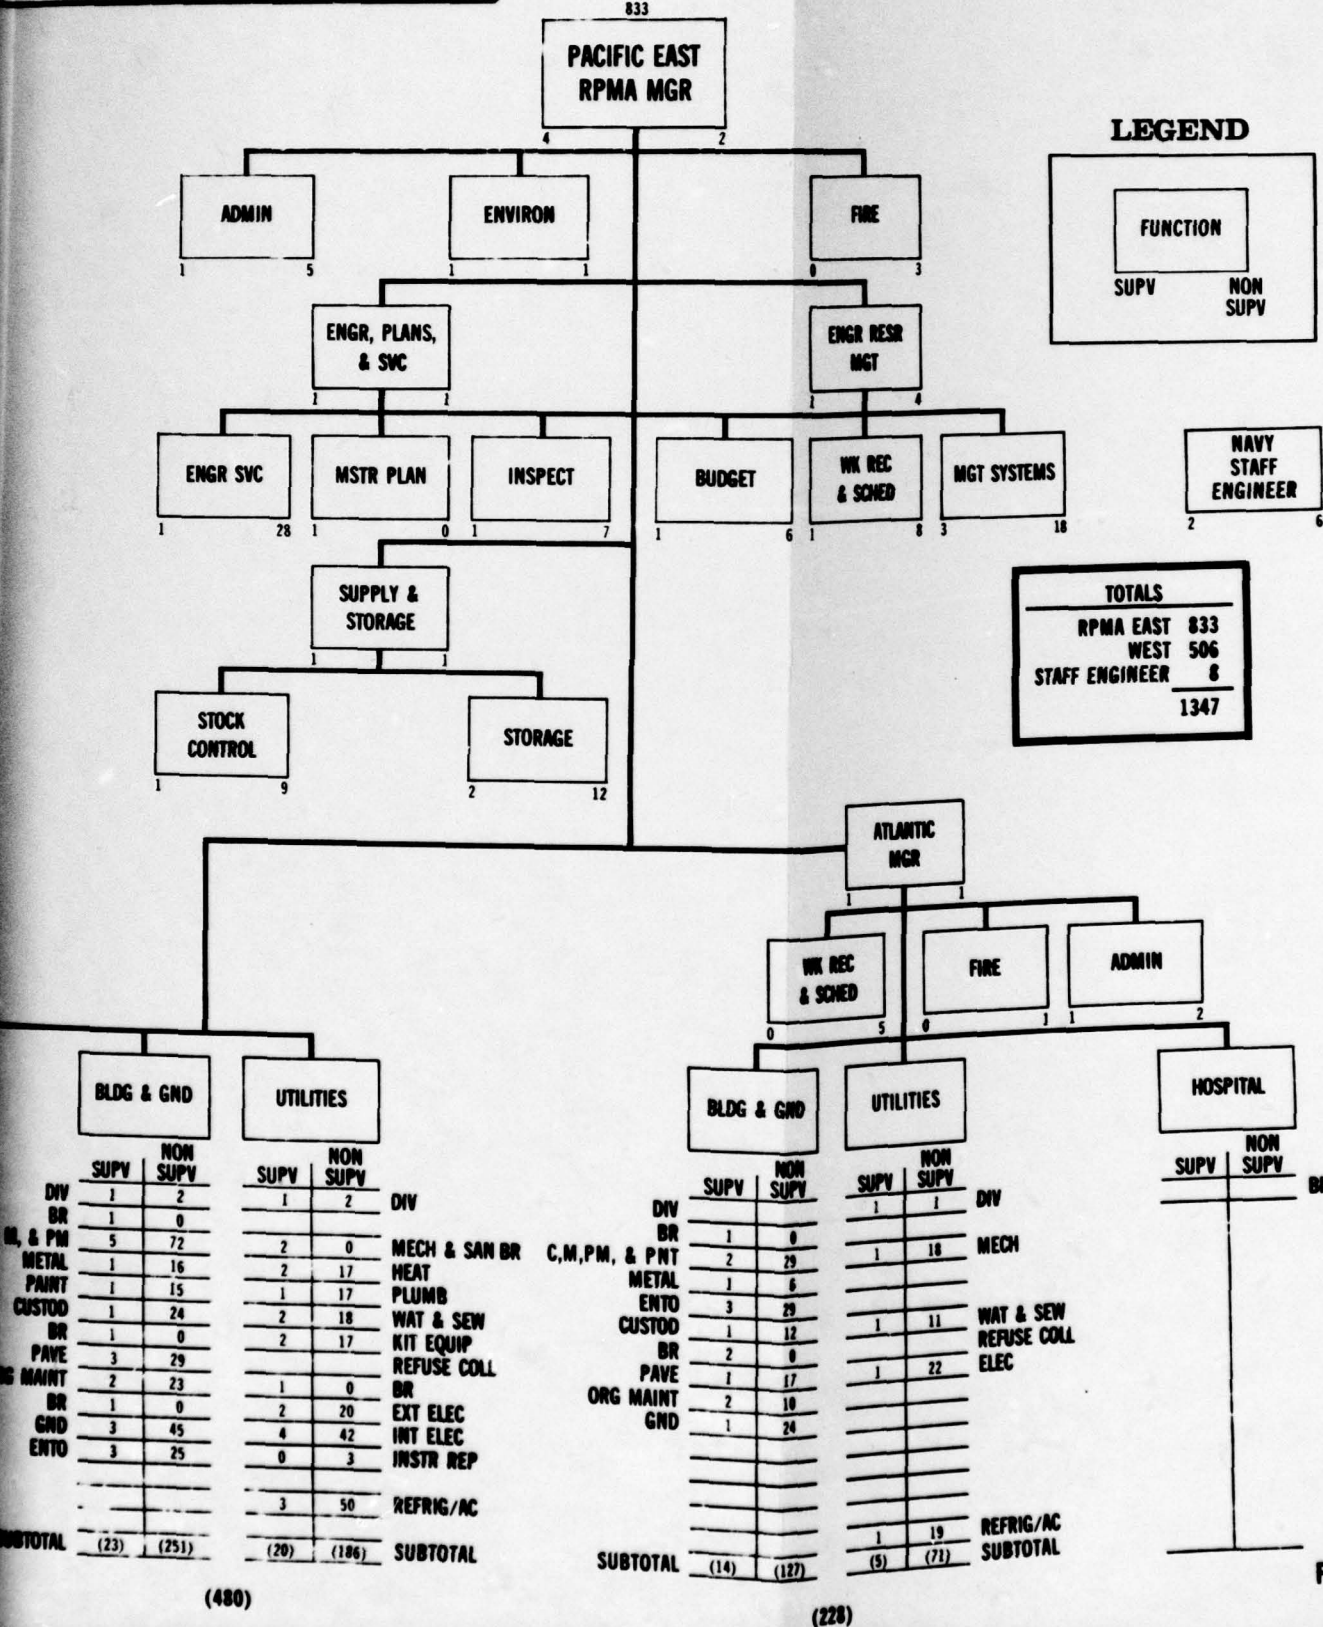 833
PACIFIC EAST
RPMA MGR
4 2
LEGEND
FUNCTION
SUPV NON
SUPV
ADMIN
1 5
ENVIRON
1 1
FIRE
0 3
ENGR, PLANS,
& SVC
1 1
ENGR RESR
MGT
1 4
ENGR SVC
1 28
MSTR PLAN
1 0
INSPECT
1 7
BUDGET
1 6
WK REC
& SCHED
1 8
MGT SYSTEMS
3 18
NAVY
STAFF
ENGINEER
2 6
SUPPLY &
STORAGE
1 1
TOTALS
RPMA EAST 833
WEST 506
STAFF ENGINEER 8
1347
STOCK
CONTROL
1 9
STORAGE
2 12
ATLANTIC
MGR
1 1
WK REC
& SCHED
0 5
FIRE
0 1
ADMIN
1 2
BLDG & GND
SUPV NON
SUPV
DIV 1 2
BR 1 0
M, & PM 5 72
METAL 1 16
PAINT 1 15
CUSTOD 1 24
BR 1 0
PAVE 3 29
G MAINT 2 23
BR 1 0
GND 3 45
ENTO 3 25
SUBTOTAL (23) (251)
UTILITIES
SUPV NON
SUPV
1 2 DIV
2 0 MECH & SAN BR
2 17 HEAT
1 17 PLUMB
2 18 WAT & SEW
2 17 KIT EQUIP
REFUSE COLL
1 0 BR
2 20 EXT ELEC
4 42 INT ELEC
0 3 INSTR REP
3 50 REFRIG/AC
(20) (186) SUBTOTAL
(480)
BLDG & GND
SUPV NON
SUPV
DIV
BR 1 0
C,M,PM, & PNT 2 29
METAL 1 6
ENTO 3 29
CUSTOD 1 12
BR 2 0
PAVE 1 17
ORG MAINT 2 10
GND 1 24
SUBTOTAL (14) (127)
UTILITIES
SUPV NON
SUPV
1 1 DIV
1 18 MECH
1 11 WAT & SEW
REFUSE COLL
1 22 ELEC
1 19 REFRIG/AC
(5) (71) SUBTOTAL
(228)
HOSPITAL
SUPV NON
SUPV